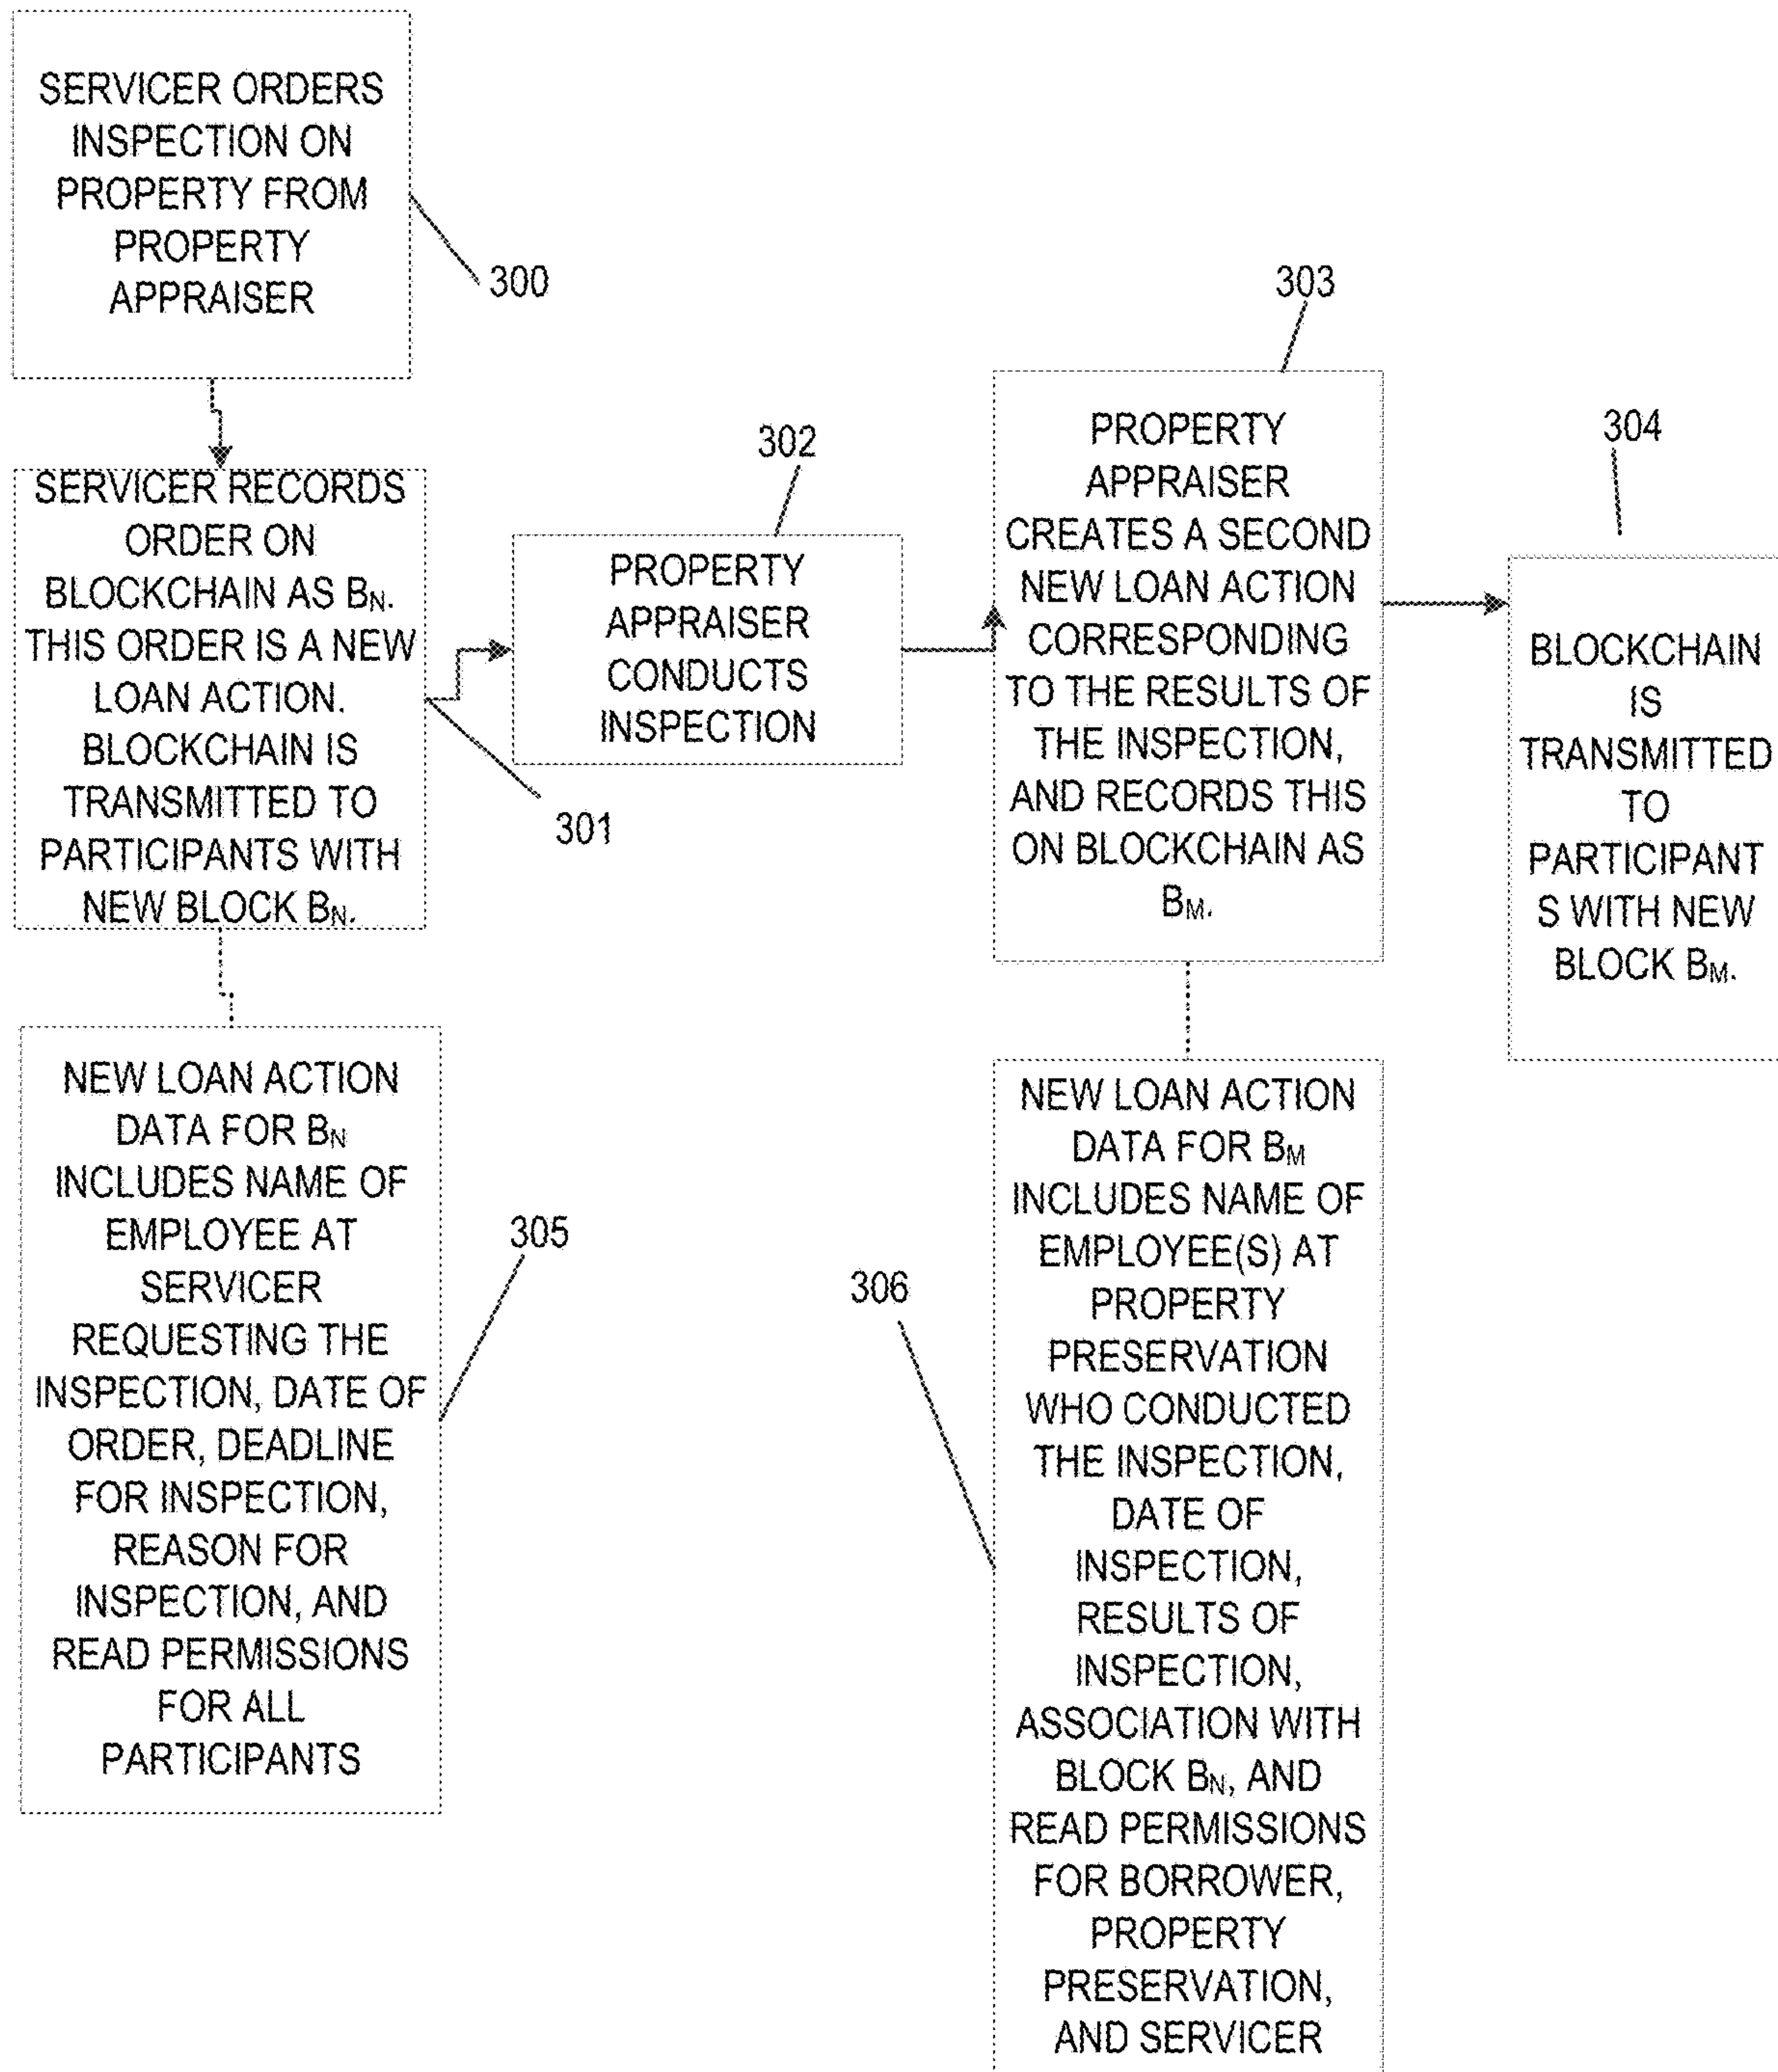 SERVICER ORDERS
INSPECTION ON
PROPERTY FROM
PROPERTY
APPRAISER
300
SERVICER RECORDS
ORDER ON
BLOCKCHAIN AS BN.
THIS ORDER IS A NEW
LOAN ACTION.
BLOCKCHAIN IS
TRANSMITTED TO
PARTICIPANTS WITH
NEW BLOCK BN.
301
302
PROPERTY
APPRAISER
CONDUCTS
INSPECTION
303
PROPERTY
APPRAISER
CREATES A SECOND
NEW LOAN ACTION
CORRESPONDING
TO THE RESULTS OF
THE INSPECTION,
AND RECORDS THIS
ON BLOCKCHAIN AS
BM.
304
BLOCKCHAIN
IS
TRANSMITTED
TO
PARTICIPANT
S WITH NEW
BLOCK BM.
NEW LOAN ACTION
DATA FOR BN
INCLUDES NAME OF
EMPLOYEE AT
SERVICER
REQUESTING THE
INSPECTION, DATE OF
ORDER, DEADLINE
FOR INSPECTION,
REASON FOR
INSPECTION, AND
READ PERMISSIONS
FOR ALL
PARTICIPANTS
305
306
NEW LOAN ACTION
DATA FOR BM
INCLUDES NAME OF
EMPLOYEE(S) AT
PROPERTY
PRESERVATION
WHO CONDUCTED
THE INSPECTION,
DATE OF
INSPECTION,
RESULTS OF
INSPECTION,
ASSOCIATION WITH
BLOCK BN, AND
READ PERMISSIONS
FOR BORROWER,
PROPERTY
PRESERVATION,
AND SERVICER